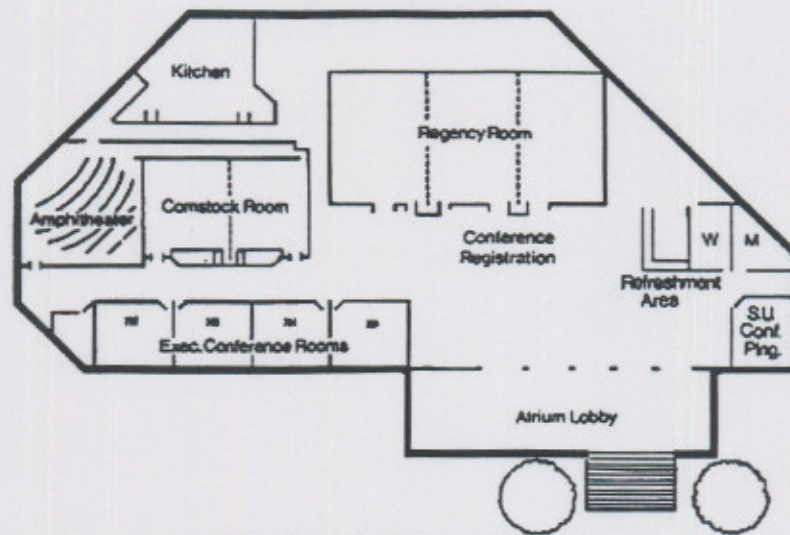 Kitchen
Regency Room
Amphitheater
Comstock Room
Conference
Registration
W
M
Refreshment
Area
S.U.
Conf.
Plng.
Exec. Conference Rooms
Atrium Lobby